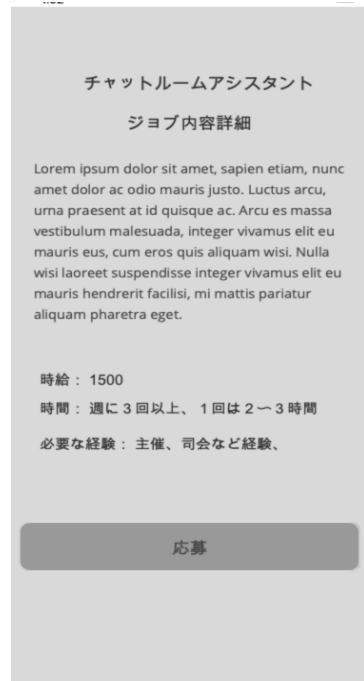 チャットルームアシスタント
ジョブ内容詳細
Lorem ipsum dolor sit amet, sapien etiam, nunc
amet dolor ac odio mauris justo. Luctus arcu,
urna praesent at id quisque ac. Arcu es massa
vestibulum malesuada, integer vivamus elit eu
mauris eus, cum eros quis aliquam wisi. Nulla
wisi laoreet suspendisse integer vivamus elit eu
mauris hendrerit facilisi, mi mattis pariatur
aliquam pharetra eget.
時給： 1500
時間： 週に３回以上、１回は２〜３時間
必要な経験： 主催、司会など経験、
応募